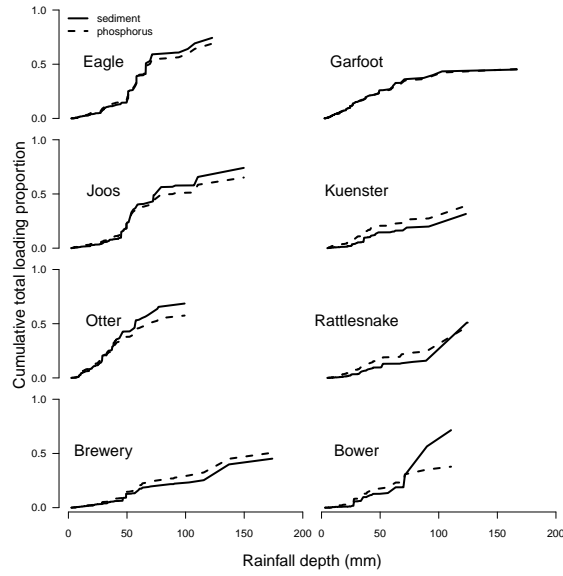 1.0
sediment
phosphorus
Eagle
0.5
0.0
Garfoot
1.0
Joos
0.5
0.0
Kuenster
1.0
Otter
0.5
0.0
Rattlesnake
1.0
Brewery
0.5
0.0
Bower
0 50 100 150 200
0 50 100 150 200
Cumulative total loading proportion
Rainfall depth (mm)